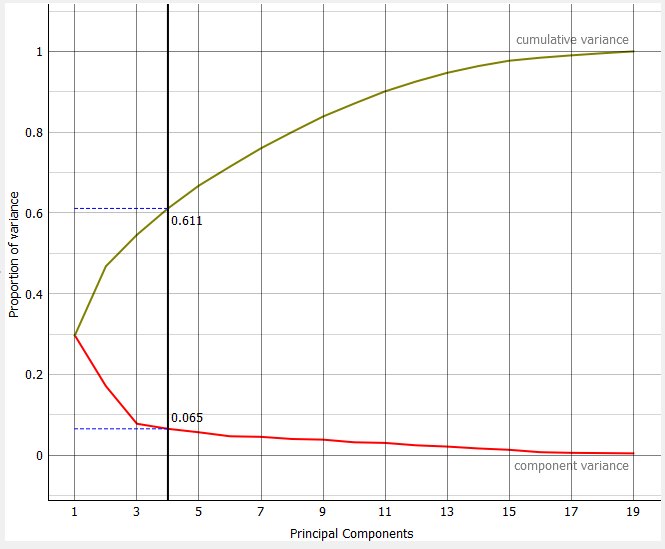 cumulative variance
1
0.8
0.6
0.611
0.4
0.2
0.065
0
component variance
Proportion of variance
1 3 5 7 9 11 13 15 17 19
Principal Components